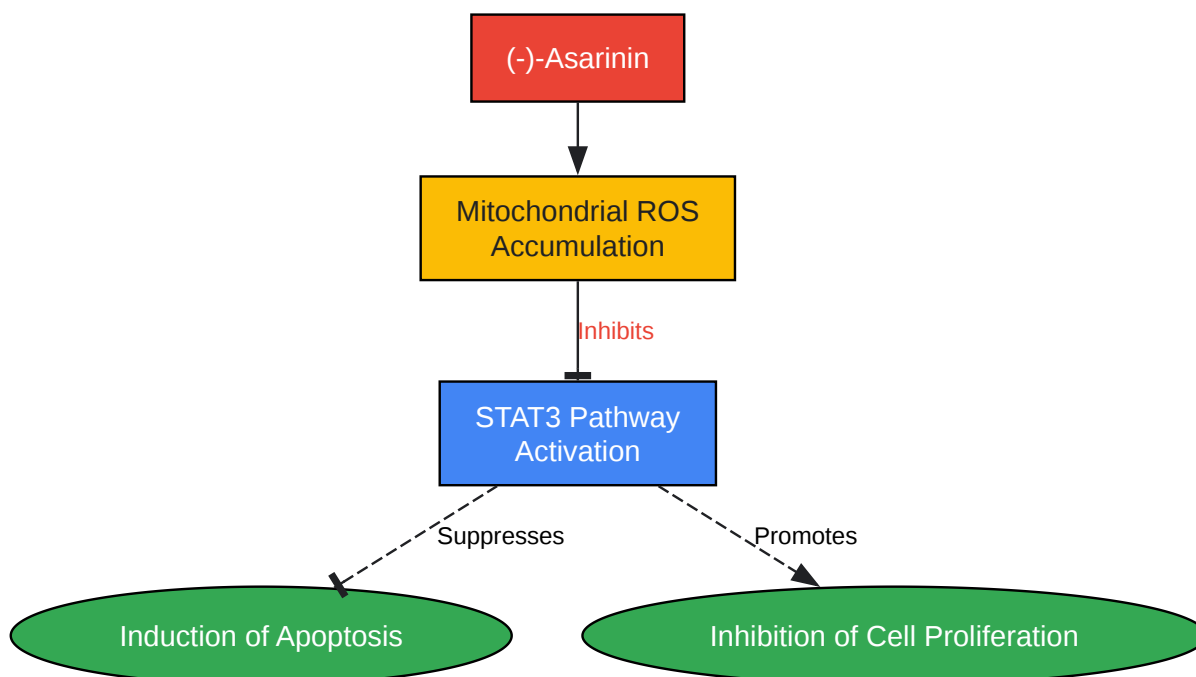 (-)-Asarinin
Mitochondrial ROS
Accumulation
Inhibits
STAT3 Pathway
Activation
Suppresses
Promotes
Induction of Apoptosis
Inhibition of Cell Proliferation